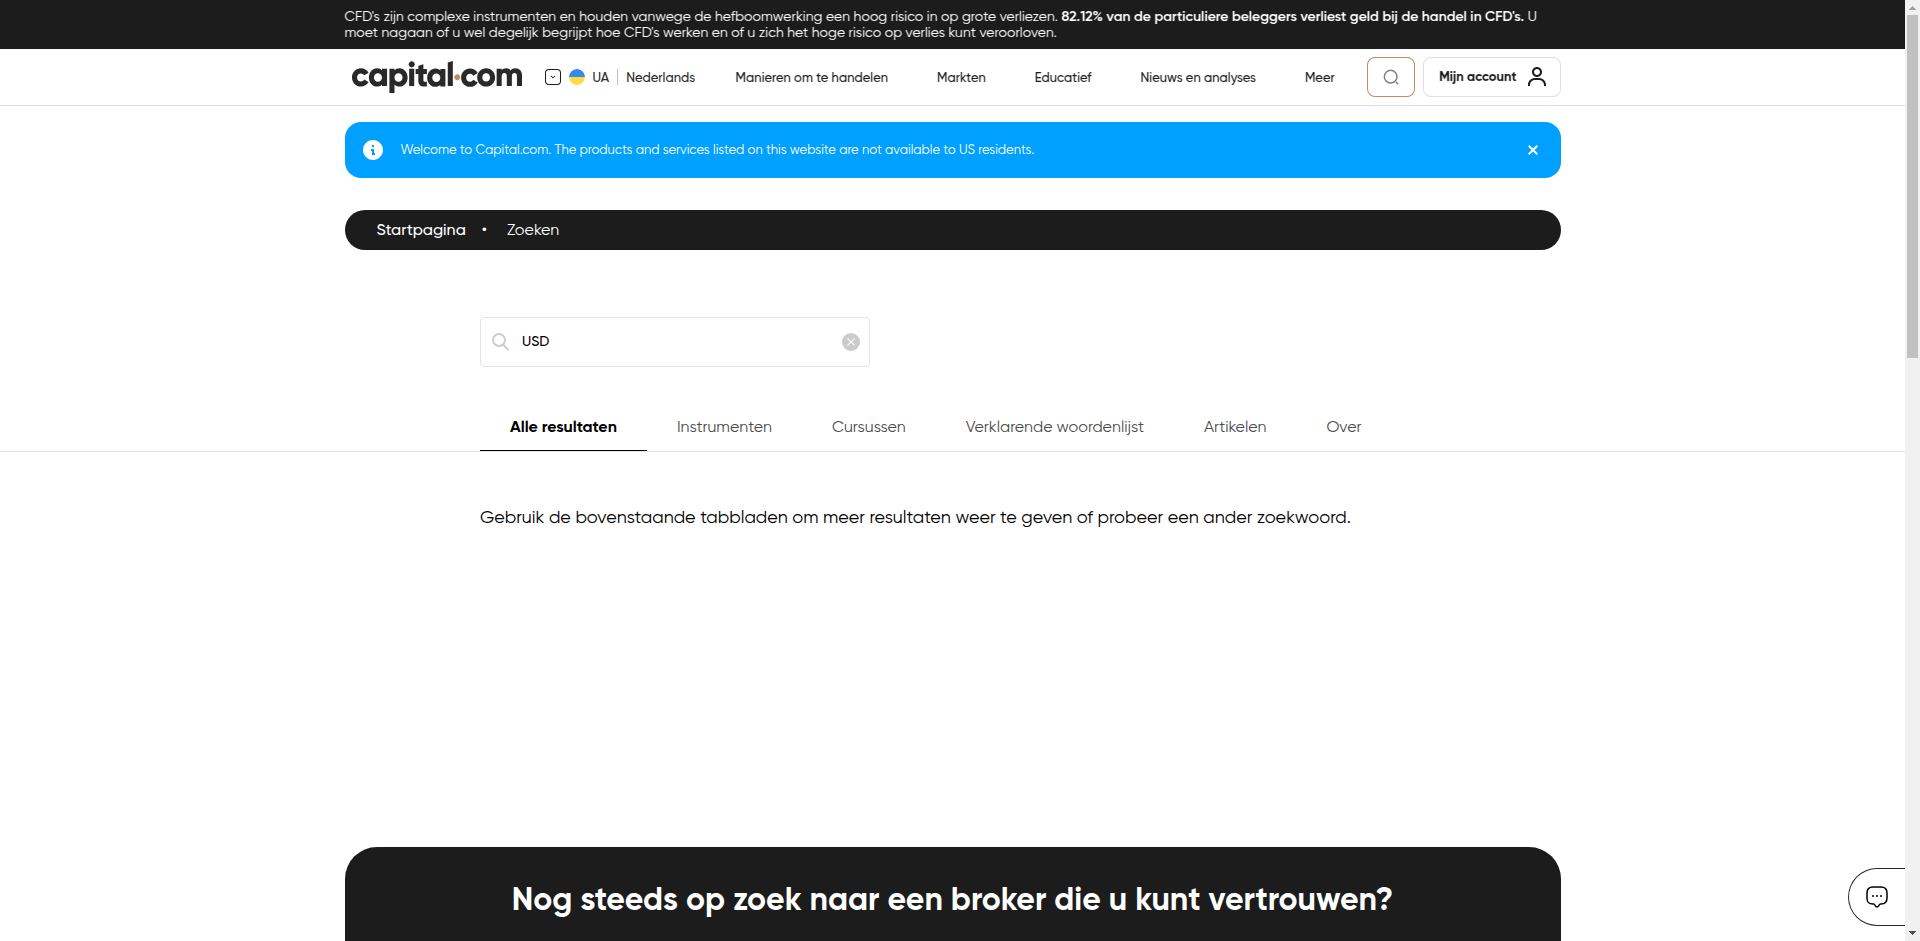 CFD's zijn complexe instrumenten en houden vanwege de hefboomwerking een hoog risico in op grote verliezen. 82.12% van de particuliere beleggers verliest geld bij de handel in CFD's. U
moet nagaan of u wel degelijk begrijpt hoe CFD's werken en of u zich het hoge risico op verlies kunt veroorloven.
capital.com UA Nederlands Manieren om te handelen Markten Educatief Nieuws en analyses Meer Mijn account
Welcome to Capital.com. The products and services listed on this website are not available to US residents.
Startpagina • Zoeken
USD
Alle resultaten Instrumenten Cursussen Verklarende woordenlijst Artikelen Over
Gebruik de bovenstaande tabbladen om meer resultaten weer te geven of probeer een ander zoekwoord.
Nog steeds op zoek naar een broker die u kunt vertrouwen?